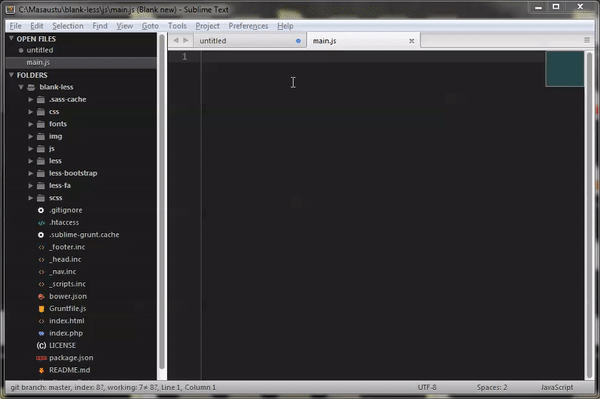 C:\Masaustu\blank-less\js\main.js (Blank new) - Sublime Text
File Edit Selection Find View Goto Tools Project Preferences Help
OPEN FILES
untitled
main.js
FOLDERS
blank-less
.sass-cache
css
fonts
img
js
less
less-bootstrap
less-fa
scss
.gitignore
.htaccess
.sublime-grunt.cache
_footer.inc
_head.inc
_nav.inc
_scripts.inc
bower.json
Gruntfile.js
index.html
index.php
LICENSE
package.json
README.md
untitled
main.js
1
git branch: master, index: 8?, working: 7≠ 8?, Line 1, Column 1
UTF-8
Spaces: 2
JavaScript